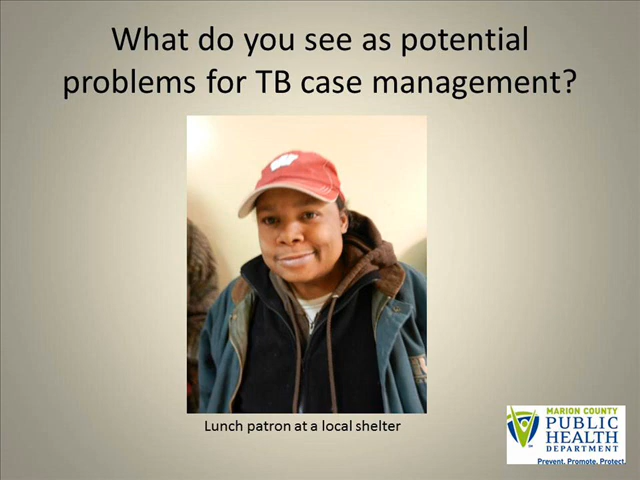 What do you see as potential
problems for TB case management?
Lunch patron at a local shelter
MARION COUNTY
PUBLIC
HEALTH
DEPARTMENT
Prevent. Promote. Protect.